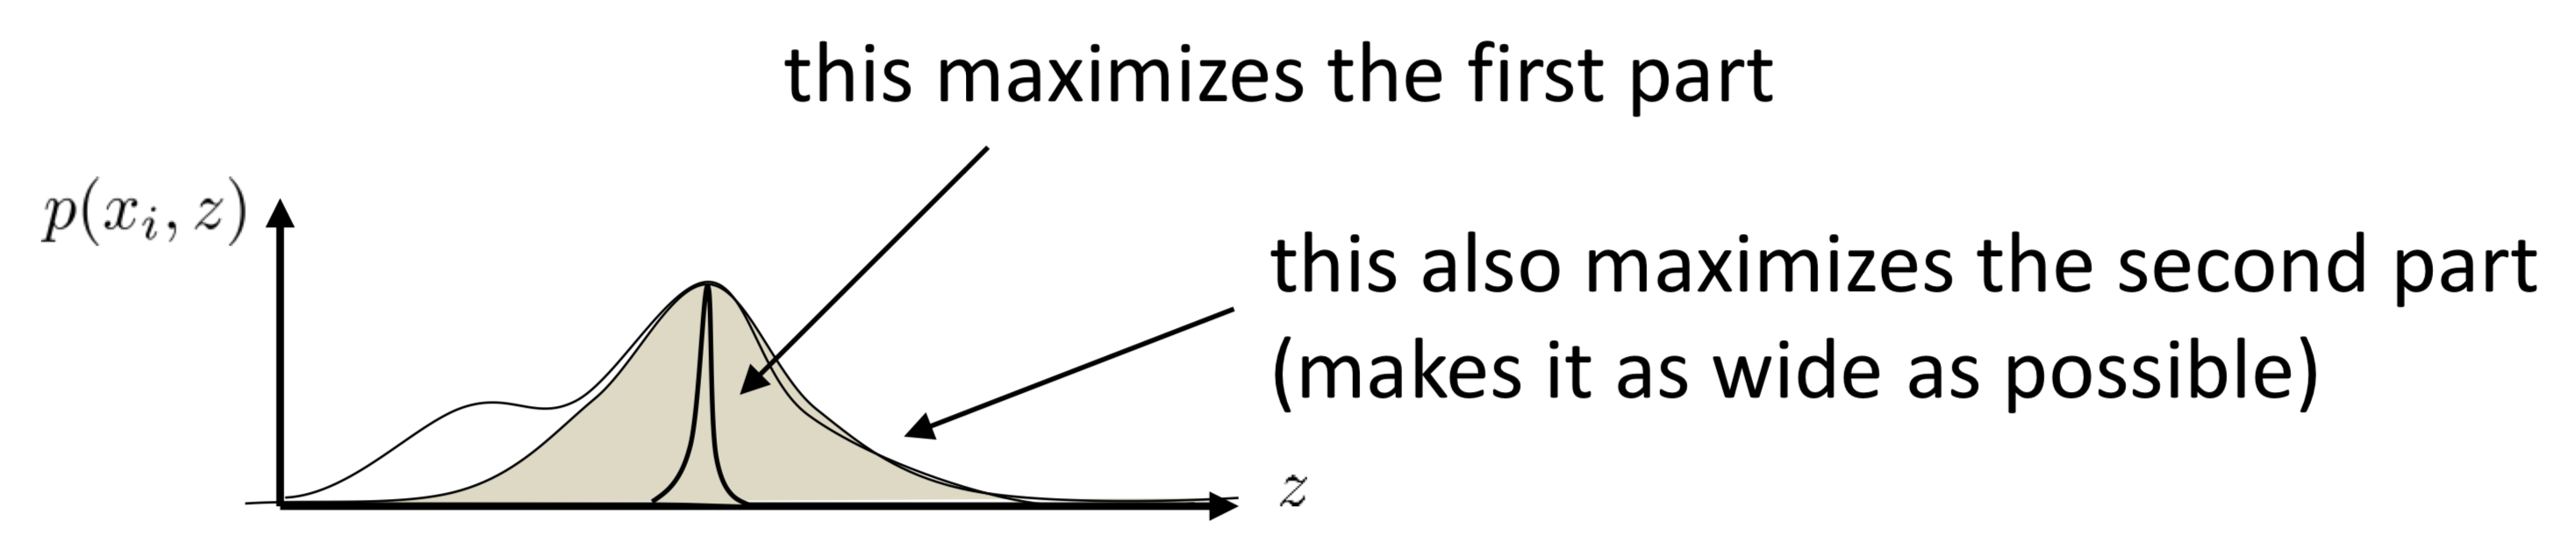 this maximizes the first part
p(x_i, z)
this also maximizes the second part
(makes it as wide as possible)
z